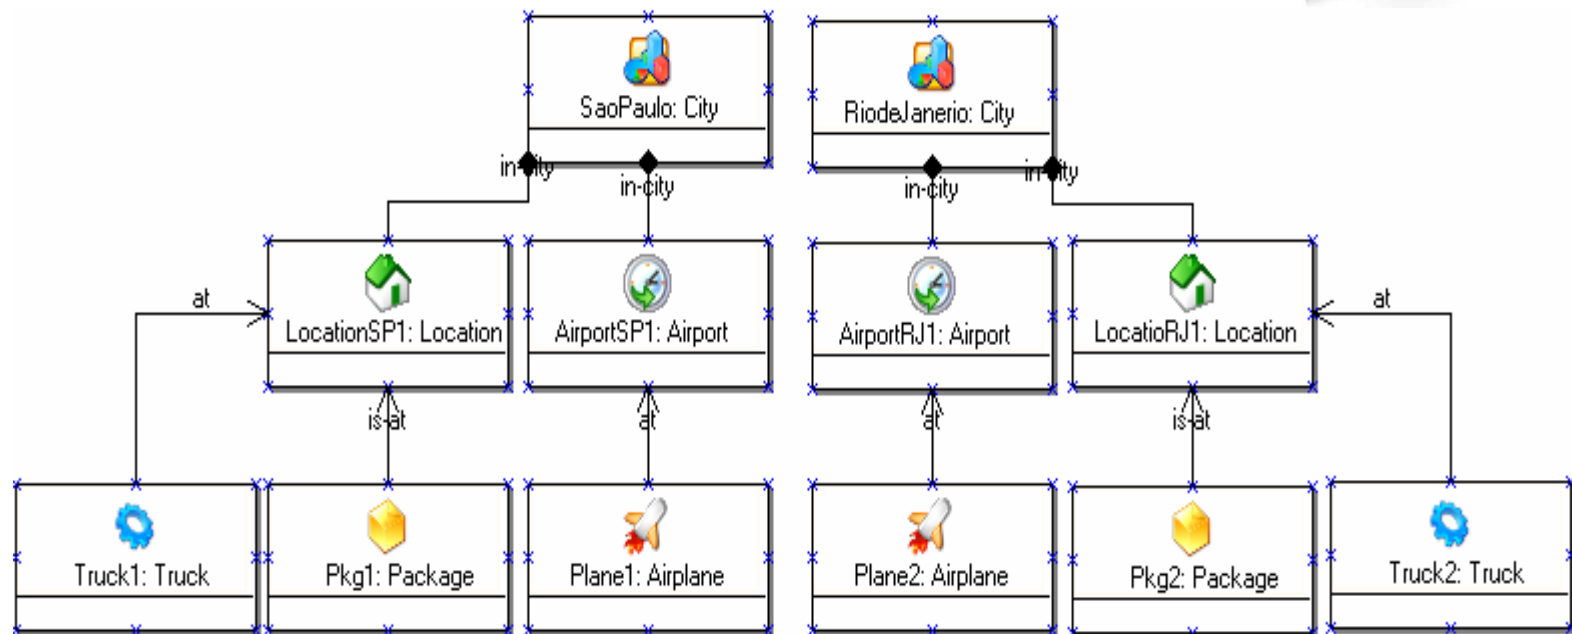 SaoPaulo: City
RiodeJanerio: City
in-city
in-city
in-city
in-city
at
LocationSP1: Location
AirportSP1: Airport
AirportRJ1: Airport
LocatioRJ1: Location
at
is-at
at
at
is-at
Truck1: Truck
Pkg1: Package
Plane1: Airplane
Plane2: Airplane
Pkg2: Package
Truck2: Truck